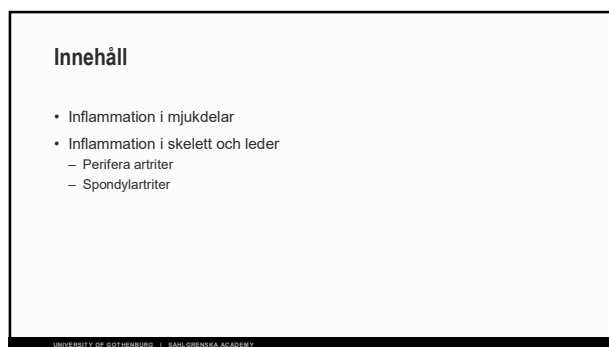 Innehåll
• Inflammation i mjukdelar
• Inflammation i skelett och leder
– Perifera artriter
– Spondylartriter
UNIVERSITY OF GOTHENBURG | SAHLGRENSKA ACADEMY